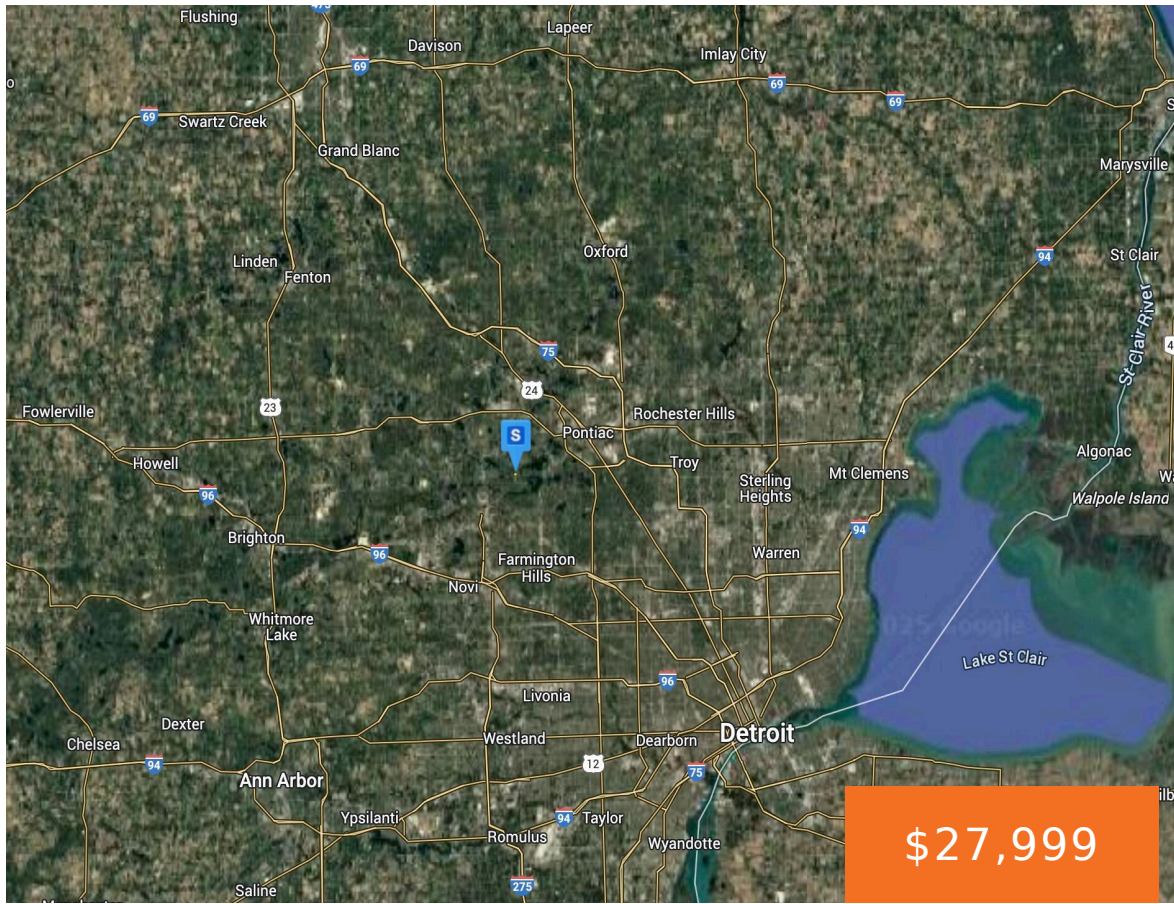 475
Flushing
Lapeer
Davison
Imlay City
69
69
69
69
Swartz Creek
Grand Blanc
Marysville
Oxford
94
St Clair
Linden
Fenton
St-Clair-River
75
24
23
Fowlerville
Rochester Hills
S
Pontiac
Howell
Troy
Mt Clemens
Algonac
Sterling
Heights
96
Walpole Island
94
Brighton
96
Farmington
Hills
Warren
Novi
Whitmore
Lake
Lake St Clair
96
Livonia
Dexter
Chelsea
Westland
Dearborn
Detroit
94
12
75
Ann Arbor
Ypsilanti
94
Taylor
Romulus
Wyandotte
$27,999
275
Saline